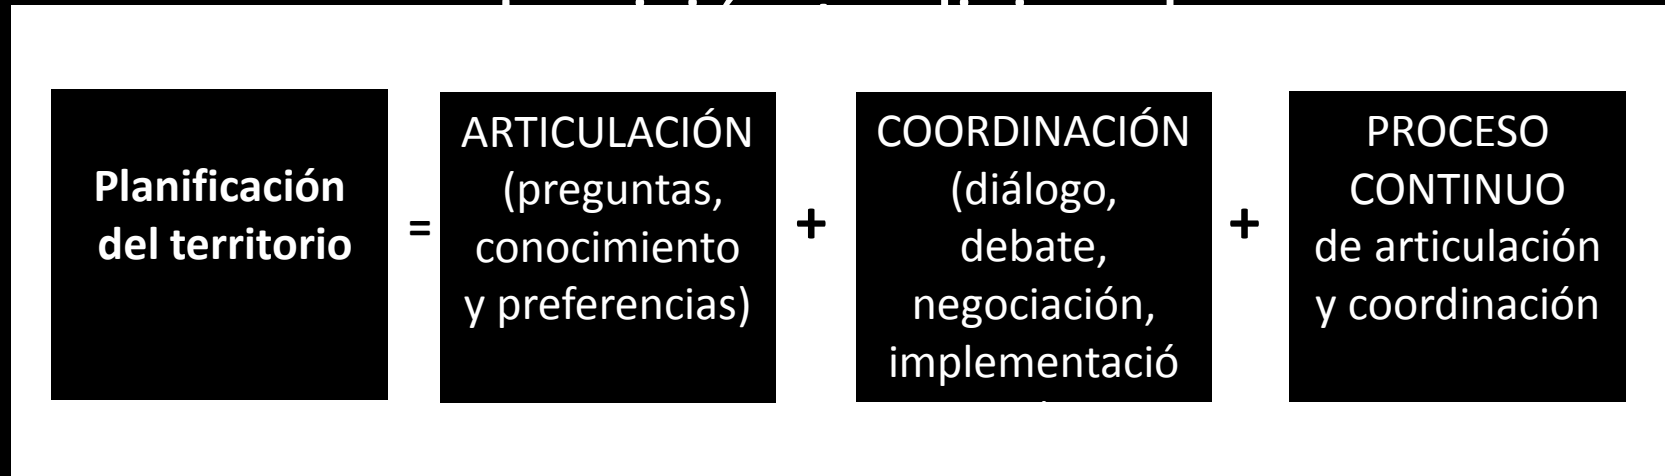 Planificación
del territorio
=
ARTICULACIÓN
(preguntas,
conocimiento
y preferencias)
+
COORDINACIÓN
(diálogo,
debate,
negociación,
implementació
+
PROCESO
CONTINUO
de articulación
y coordinación